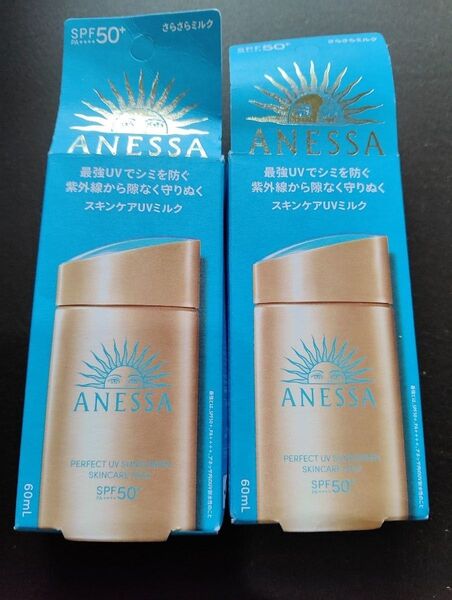 SPF50+
PA++++
さらさらミルク
ANESSA
最強UVでシミを防ぐ
紫外線から隙なく守りぬく
スキンケアUVミルク
ANESSA
PERFECT UV SUNSCREEN
SKINCARE MILK
SPF50+
PA++++
60mL
SPF50+
PA++++
さらさらミルク
ANESSA
最強UVでシミを防ぐ
紫外線から隙なく守りぬく
スキンケアUVミルク
ANESSA
PERFECT UV SUNSCREEN
SKINCARE MILK
SPF50+
PA++++
60mL